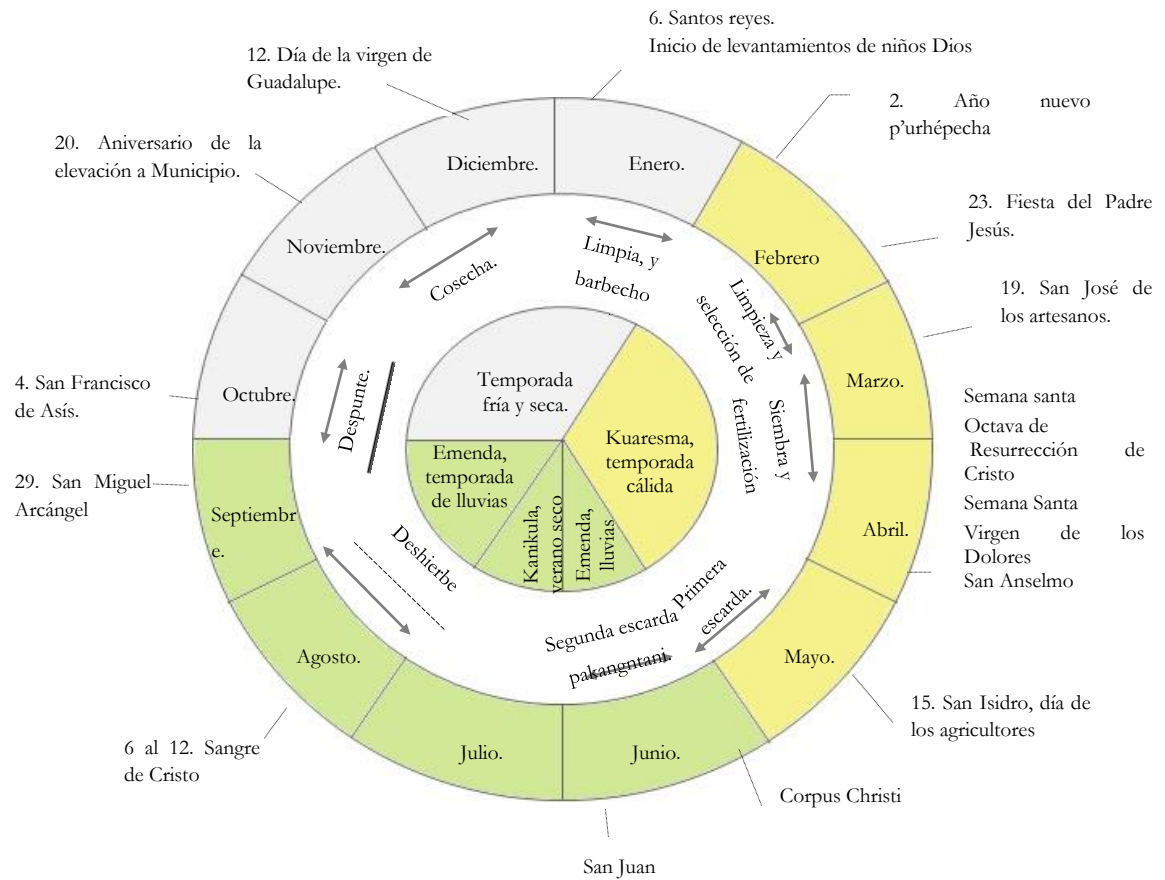 6. Santos reyes.
Inicio de levantamientos de niños Dios
12. Día de la virgen de
Guadalupe.
2. Año nuevo
p'urhépecha
20. Aniversario de la
elevación a Municipio.
Diciembre.
Enero.
23. Fiesta del Padre
Jesús.
Noviembre.
Febrero
Cosecha.
Limpia, y
barbecho
Limpieza y
selección de
fertilización
Siembra y
19. San José de
los artesanos.
4. San Francisco
de Asís.
Octubre.
Despunte.
Temporada
fría y seca.
Marzo.
Kuaresma,
temporada
cálida
Semana santa
Octava de
Resurrección de
Cristo
Semana Santa
Virgen de los
Dolores
San Anselmo
29. San Miguel
Arcángel
Septiembr
e.
Emenda,
temporada
de lluvias
Kanikula,
verano seco
Emenda,
lluvias
Abril.
Deshierbe
Primera
escarda.
Segunda escarda
pakangntani.
Agosto.
Mayo.
15. San Isidro, día de
los agricultores
6 al 12. Sangre
de Cristo
Julio.
Junio.
Corpus Christi
San Juan